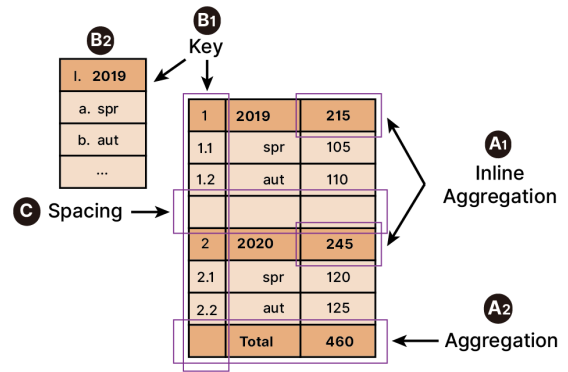 B1
Key
B2
I. 2019
a. spr
b. aut
...
1 2019 215
1.1 spr 105
1.2 aut 110
2 2020 245
2.1 spr 120
2.2 aut 125
Total 460
C Spacing
A1
Inline
Aggregation
A2
Aggregation